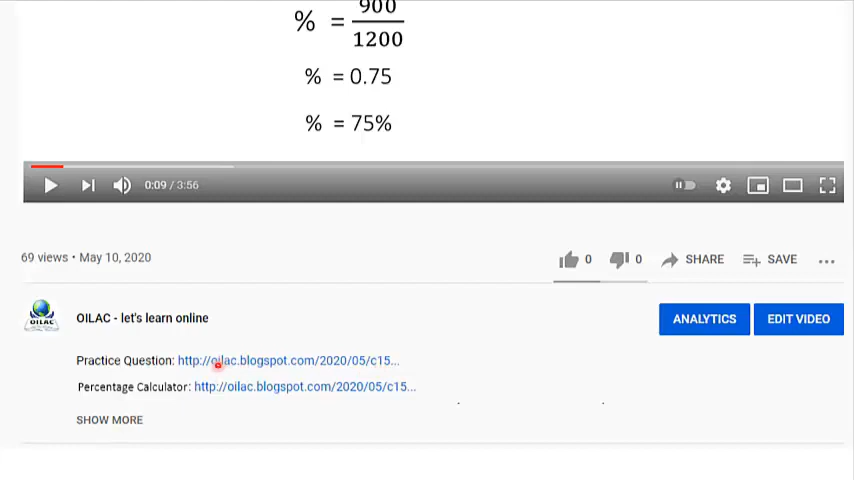 900
% = 
1200
% = 0.75
% = 75%
0:09 / 3:56
69 views • May 10, 2020
0 0 SHARE SAVE ...
OILAC
OILAC - let's learn online
ANALYTICS EDIT VIDEO
Practice Question: http://oilac.blogspot.com/2020/05/c15...
Percentage Calculator: http://oilac.blogspot.com/2020/05/c15...
SHOW MORE